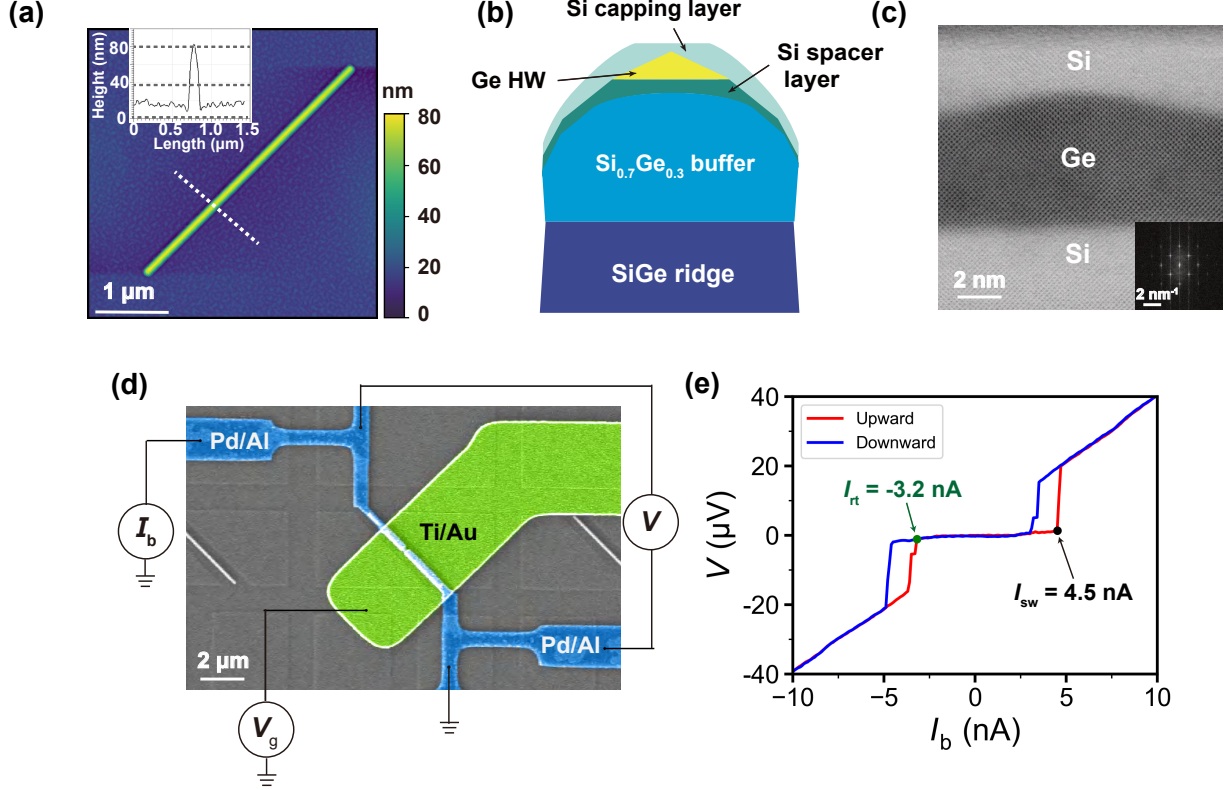 (a)
Height (nm)
80
40
0
0
0.5
1.0
1.5
Length (µm)
1 µm
nm
80
60
40
20
0
(b)
Si capping layer
Ge HW
Si spacer
layer
Si0.7Ge0.3 buffer
SiGe ridge
(c)
Si
Ge
Si
2 nm
2 nm-1
(d)
Pd/Al
Ib
Ti/Au
V
Pd/Al
2 µm
Vg
(e)
V (µV)
40
20
0
-20
-40
Upward
Downward
Irt = -3.2 nA
Isw = 4.5 nA
−10
−5
0
5
10
Ib (nA)